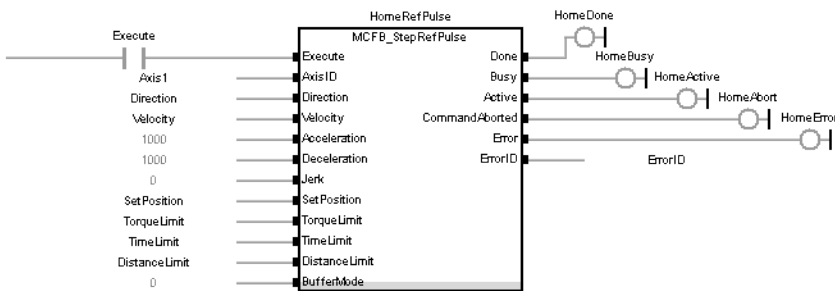 HomeRefPulse
HomeDone
Execute
MCFB_StepRefPulse
Execute Done
HomeBusy
Axis1 AxisID Busy
HomeActive
Direction Direction Active
HomeAbort
Velocity Velocity CommandAborted
HomeError
1000 Acceleration Error
1000 Deceleration ErrorID ErrorID
0 Jerk
SetPosition SetPosition
TorqueLimit TorqueLimit
TimeLimit TimeLimit
DistanceLimit DistanceLimit
0 BufferMode